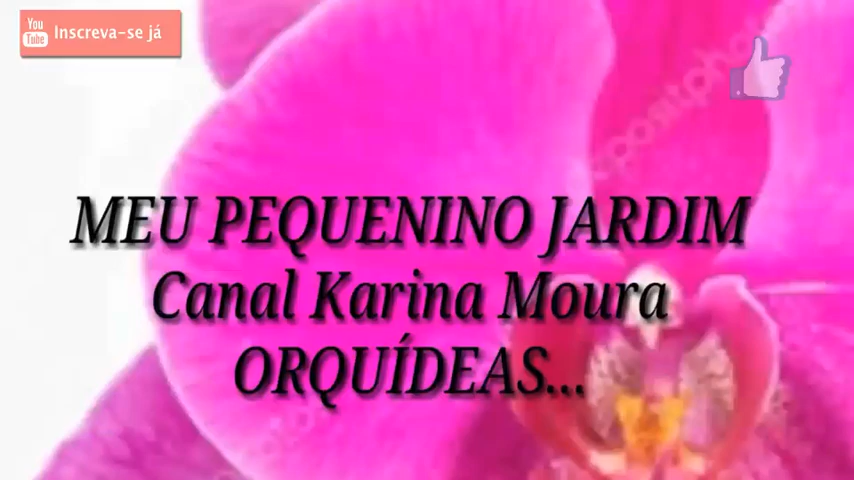 You
Tube Inscreva-se já
MEU PEQUENINO JARDIM
Canal Karina Moura
ORQUÍDEAS...